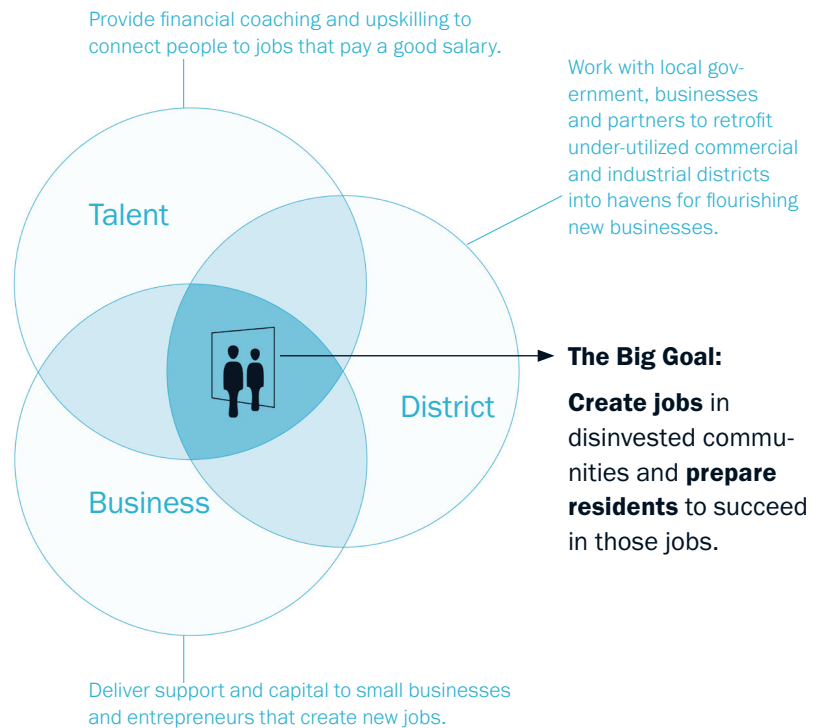 Provide financial coaching and upskilling to
connect people to jobs that pay a good salary.
Work with local gov-
ernment, businesses
and partners to retrofit
under-utilized commercial
and industrial districts
into havens for flourishing
new businesses.
Talent
District
Business
The Big Goal:
Create jobs in
disinvested commu-
nities and prepare
residents to succeed
in those jobs.
Deliver support and capital to small businesses
and entrepreneurs that create new jobs.